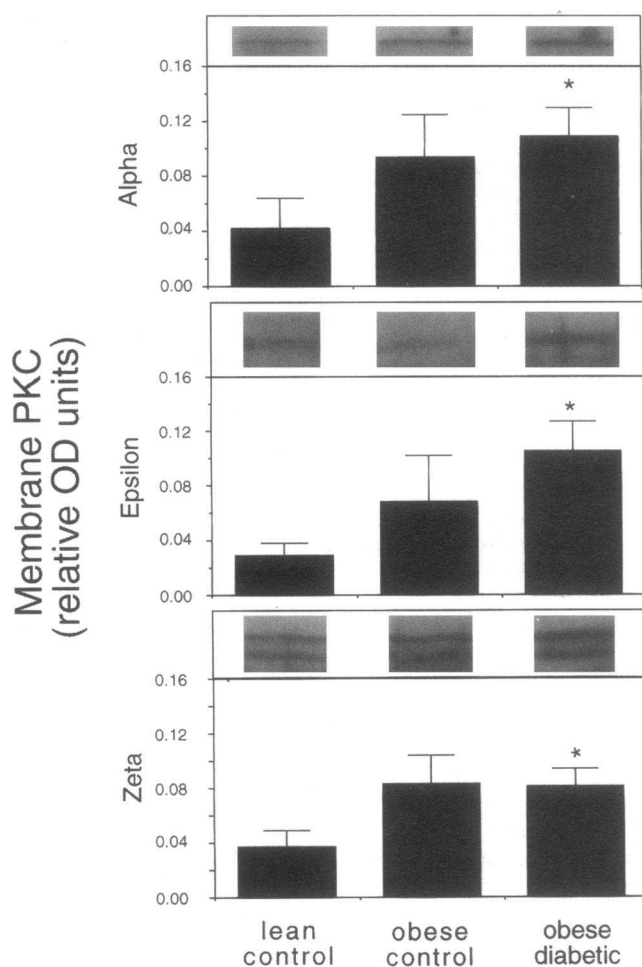 Membrane PKC
(relative OD units)
Alpha
0.16
*
0.12
0.08
0.04
0.00
Epsilon
0.16
*
0.12
0.08
0.04
0.00
Zeta
0.16
0.12
*
0.08
0.04
0.00
lean
control
obese
control
obese
diabetic